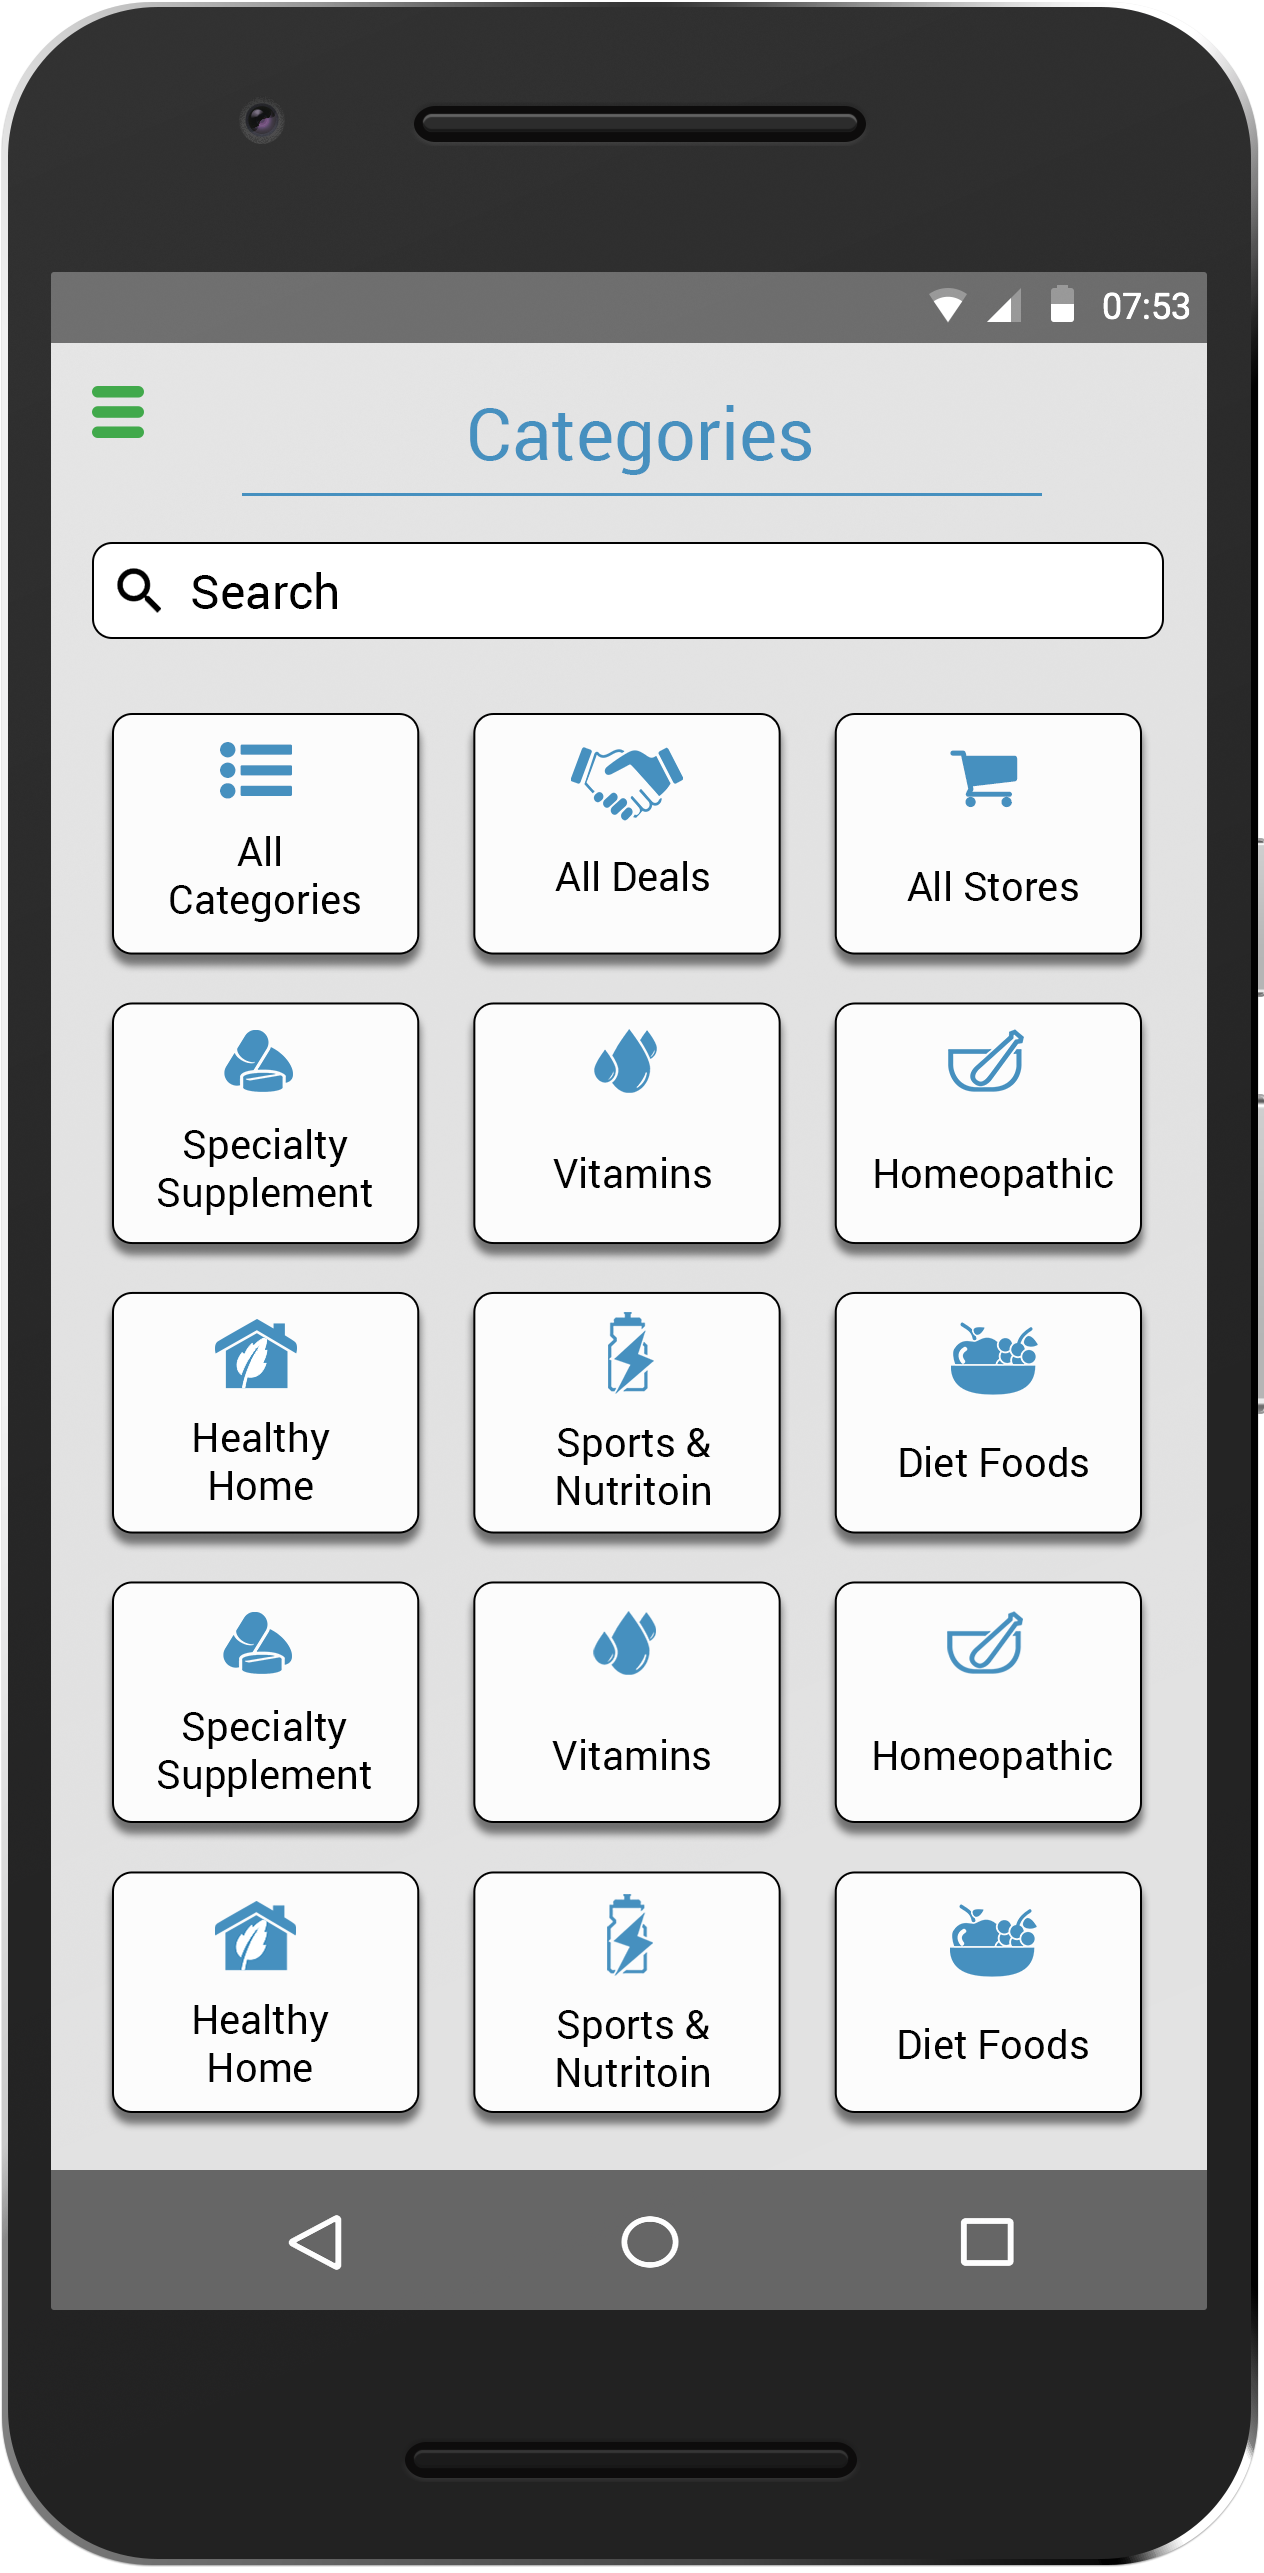 07:53
Categories
Search
All
Categories
All Deals
All Stores
Specialty
Supplement
Vitamins
Homeopathic
Healthy
Home
Sports &
Nutritoin
Diet Foods
Specialty
Supplement
Vitamins
Homeopathic
Healthy
Home
Sports &
Nutritoin
Diet Foods